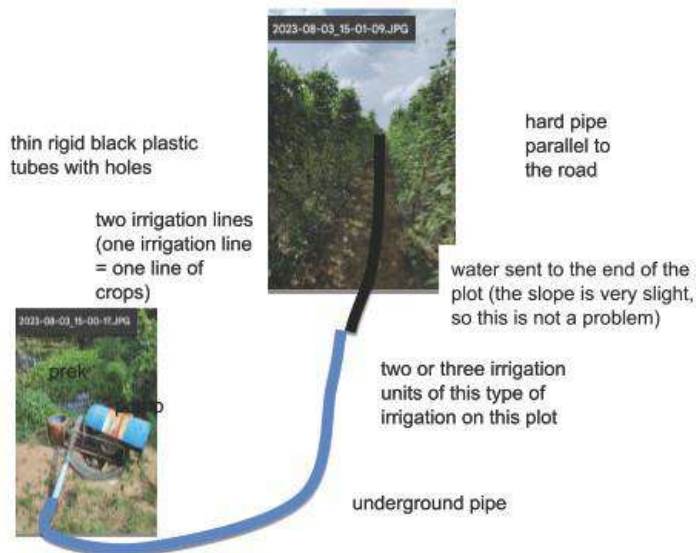 2023-08-03_15-01-09.JPG
thin rigid black plastic
tubes with holes
hard pipe
parallel to
the road
two irrigation lines
(one irrigation line
= one line of
crops)
water sent to the end of the
plot (the slope is very slight,
so this is not a problem)
2023-08-03_15-00-17.JPG
prek
two or three irrigation
units of this type of
irrigation on this plot
underground pipe